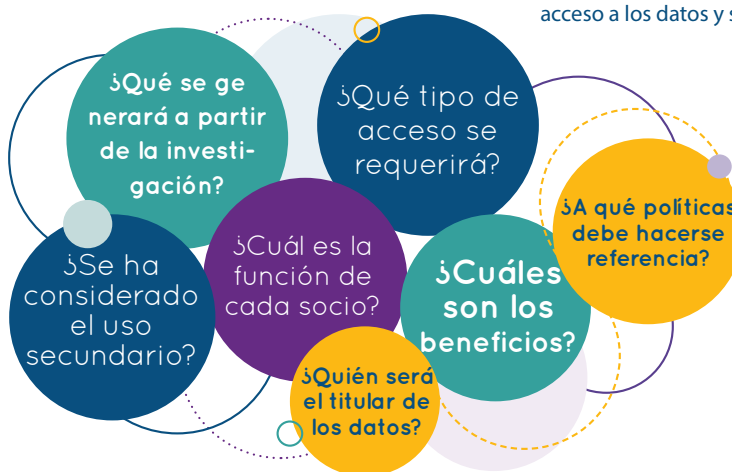 acceso a los datos y s
¿Qué se ge
nerará a partir
de la investi-
gación?
¿Qué tipo de
acceso se
requerirá?
¿A qué políticas
debe hacerse
referencia?
¿Se ha
considerado
el uso
secundario?
¿Cuál es la
función de
cada socio?
¿Cuáles
son los
beneficios?
¿Quién será
el titular de
los datos?